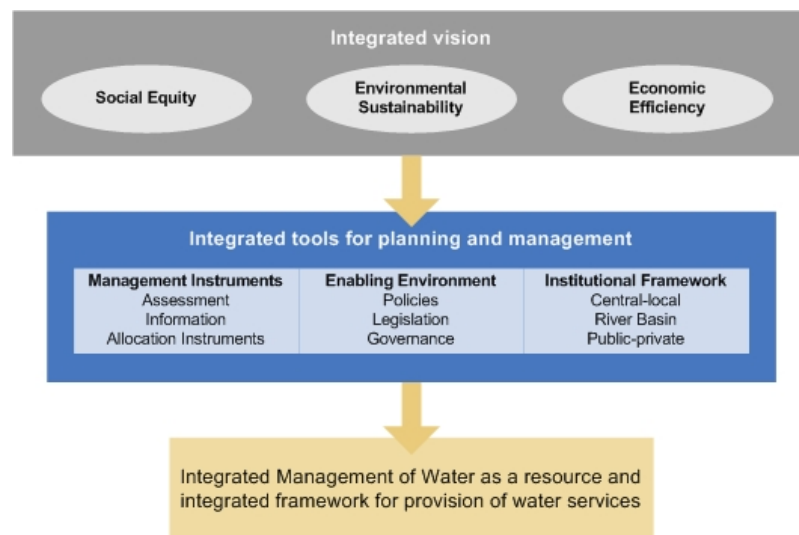 Integrated vision
Social Equity
Environmental
Sustainability
Economic
Efficiency
Integrated tools for planning and management
Management Instruments
Assessment
Information
Allocation Instruments
Enabling Environment
Policies
Legislation
Governance
Institutional Framework
Central-local
River Basin
Public-private
Integrated Management of Water as a resource and
integrated framework for provision of water services